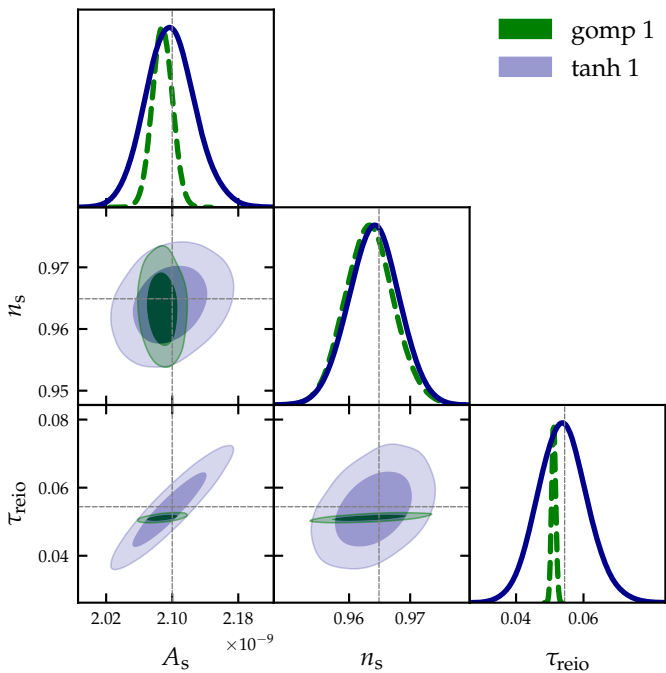 gomp 1
tanh 1
0.97
0.96
0.95
n_s
0.08
0.06
0.04
τ_reio
2.02 2.10 2.18
×10⁻⁹
A_s
0.96 0.97
n_s
0.04 0.06
τ_reio